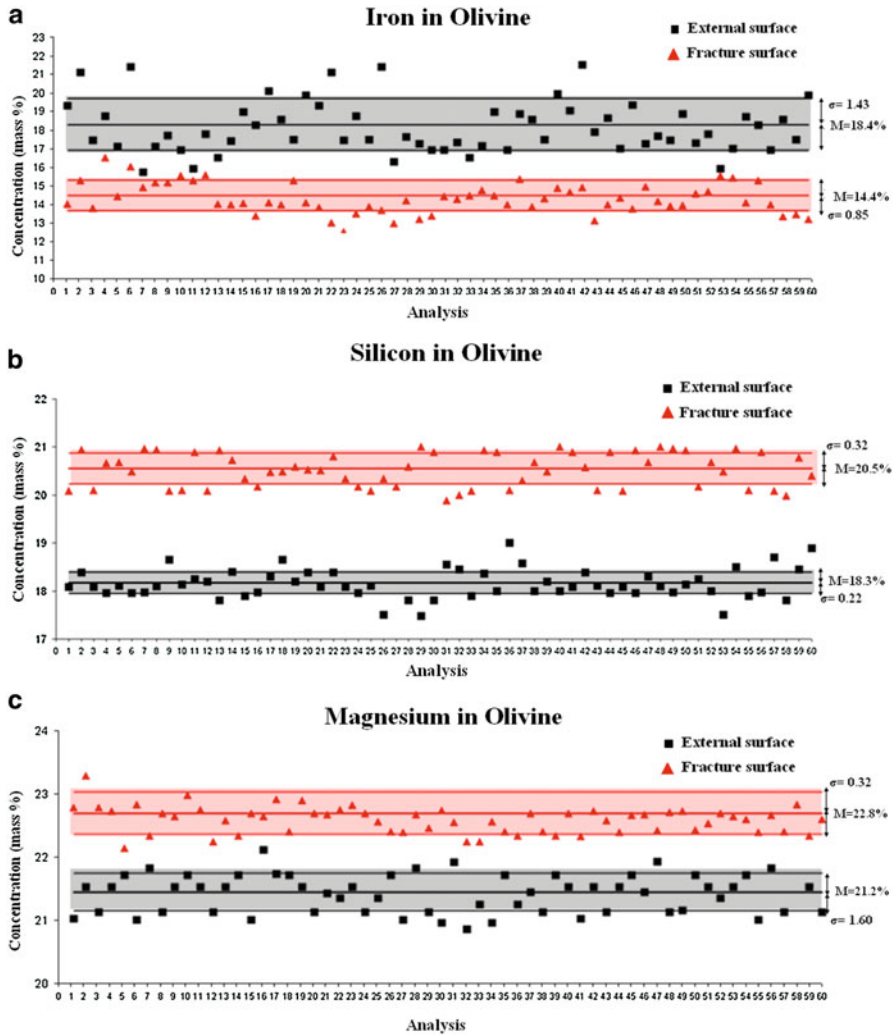 a
Iron in Olivine
External surface
Fracture surface
Concentration (mass %)
23
22
21
20
19
18
17
16
15
14
13
12
11
10
σ= 1.43
M=18.4%
M=14.4%
σ= 0.85
0 1 2 3 4 5 6 7 8 9 10 11 12 13 14 15 16 17 18 19 20 21 22 23 24 25 26 27 28 29 30 31 32 33 34 35 36 37 38 39 40 41 42 43 44 45 46 47 48 49 50 51 52 53 54 55 56 57 58 59 60
Analysis
b
Silicon in Olivine
External surface
Fracture surface
Concentration (mass %)
22
21
20
19
18
17
σ= 0.32
M=20.5%
M=18.3%
σ= 0.22
0 1 2 3 4 5 6 7 8 9 10 11 12 13 14 15 16 17 18 19 20 21 22 23 24 25 26 27 28 29 30 31 32 33 34 35 36 37 38 39 40 41 42 43 44 45 46 47 48 49 50 51 52 53 54 55 56 57 58 59 60
Analysis
c
Magnesium in Olivine
External surface
Fracture surface
Concentration (mass %)
24
23
22
21
20
σ= 0.32
M=22.8%
M=21.2%
σ= 1.60
0 1 2 3 4 5 6 7 8 9 10 11 12 13 14 15 16 17 18 19 20 21 22 23 24 25 26 27 28 29 30 31 32 33 34 35 36 37 38 39 40 41 42 43 44 45 46 47 48 49 50 51 52 53 54 55 56 57 58 59 60
Analysis